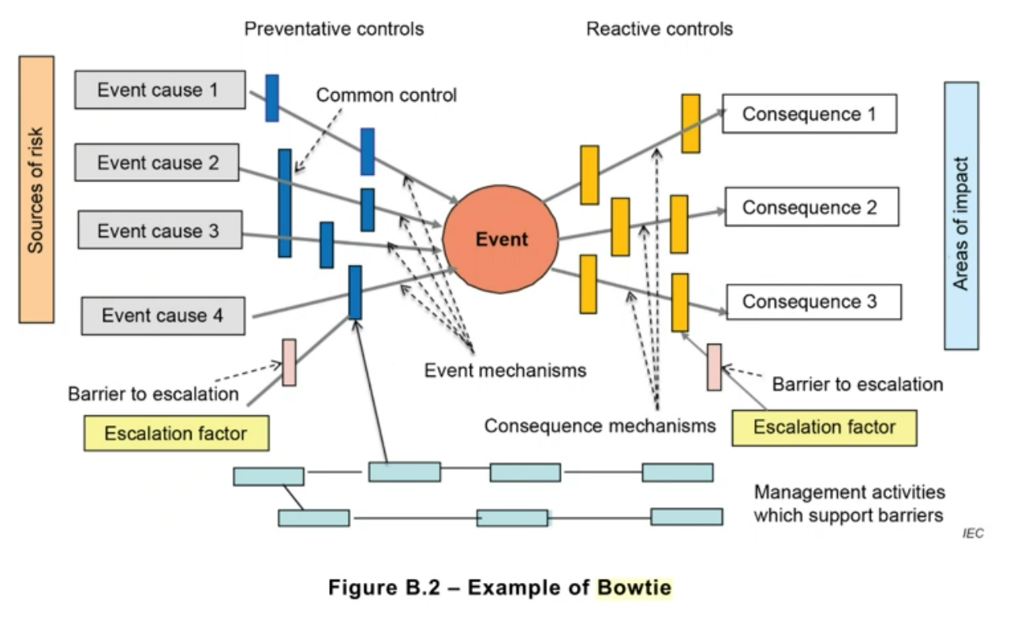 Preventative controls
Reactive controls
Sources of risk
Event cause 1
Common control
Event cause 2
Event cause 3
Event cause 4
Event
Consequence 1
Consequence 2
Consequence 3
Areas of impact
Event mechanisms
Barrier to escalation
Barrier to escalation
Escalation factor
Consequence mechanisms
Escalation factor
Management activities
which support barriers
IEC
Figure B.2 – Example of Bowtie